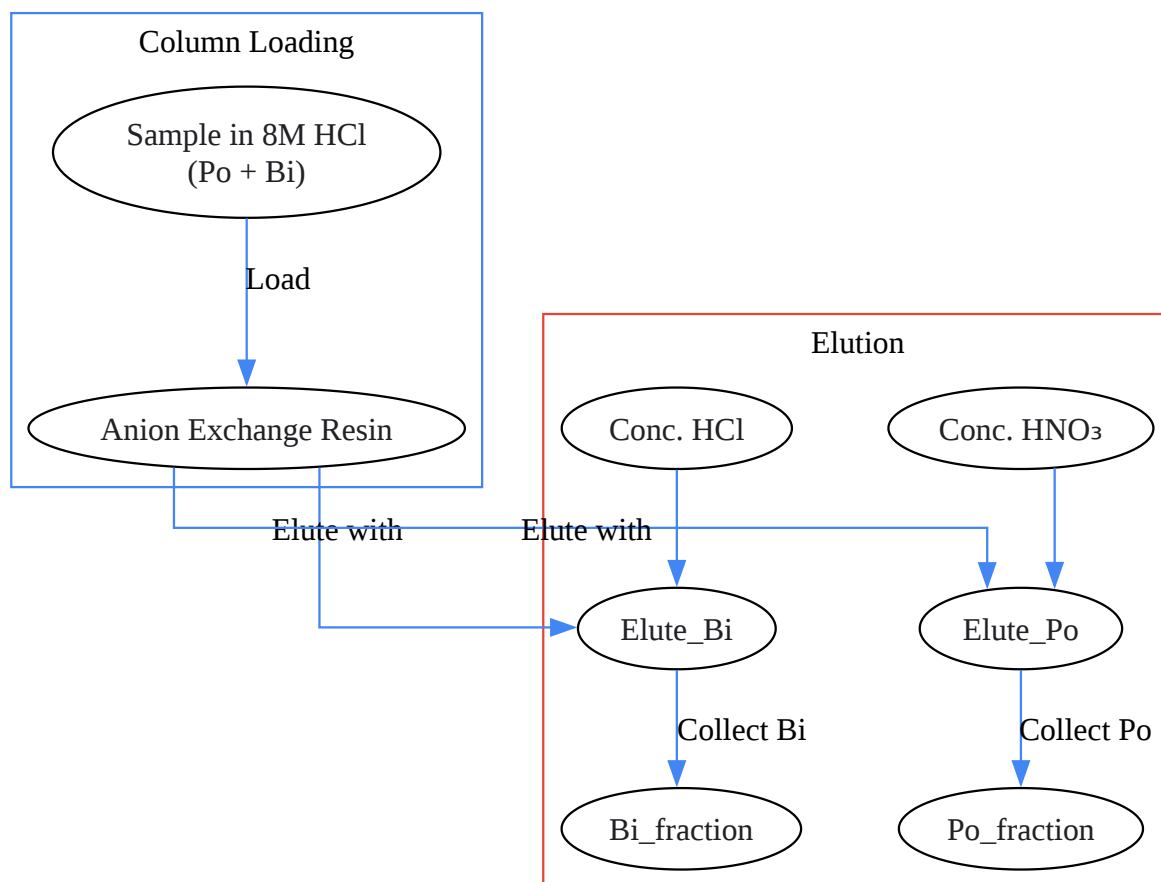 Column Loading
Sample in 8M HCl
(Po + Bi)
Load
Anion Exchange Resin
Elution
Conc. HCl
Conc. HNO₃
Elute with
Elute with
Elute_Bi
Elute_Po
Collect Bi
Collect Po
Bi_fraction
Po_fraction